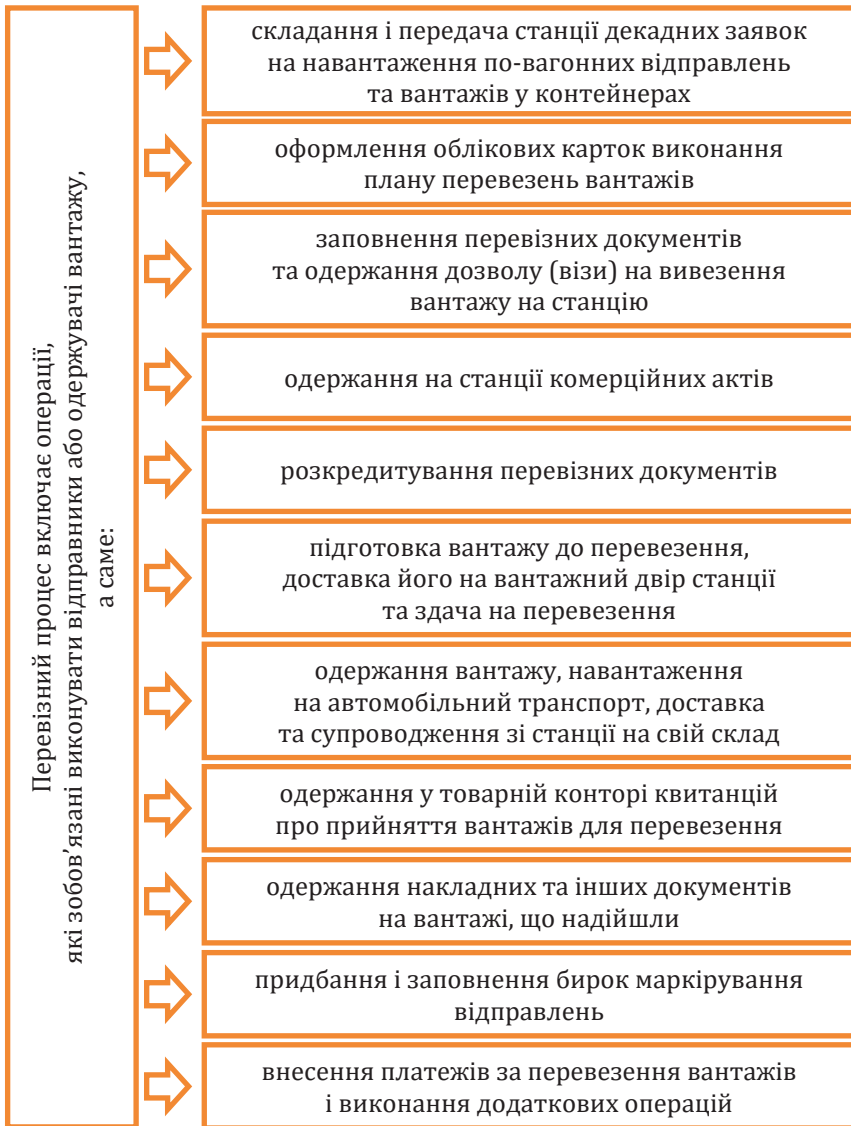 Перевізний процес включає операції,
які зобов’язані виконувати відправники або одержувачі вантажу,
а саме:
складання і передача станції декадних заявок
на навантаження по-вагонних відправлень
та вантажів у контейнерах
оформлення облікових карток виконання
плану перевезень вантажів
заповнення перевізних документів
та одержання дозволу (візи) на вивезення
вантажу на станцію
одержання на станції комерційних актів
розкредитування перевізних документів
підготовка вантажу до перевезення,
доставка його на вантажний двір станції
та здача на перевезення
одержання вантажу, навантаження
на автомобільний транспорт, доставка
та супроводження зі станції на свій склад
одержання у товарній конторі квитанцій
про прийняття вантажів для перевезення
одержання накладних та інших документів
на вантажі, що надійшли
придбання і заповнення бирок маркірування
відправлень
внесення платежів за перевезення вантажів
і виконання додаткових операцій